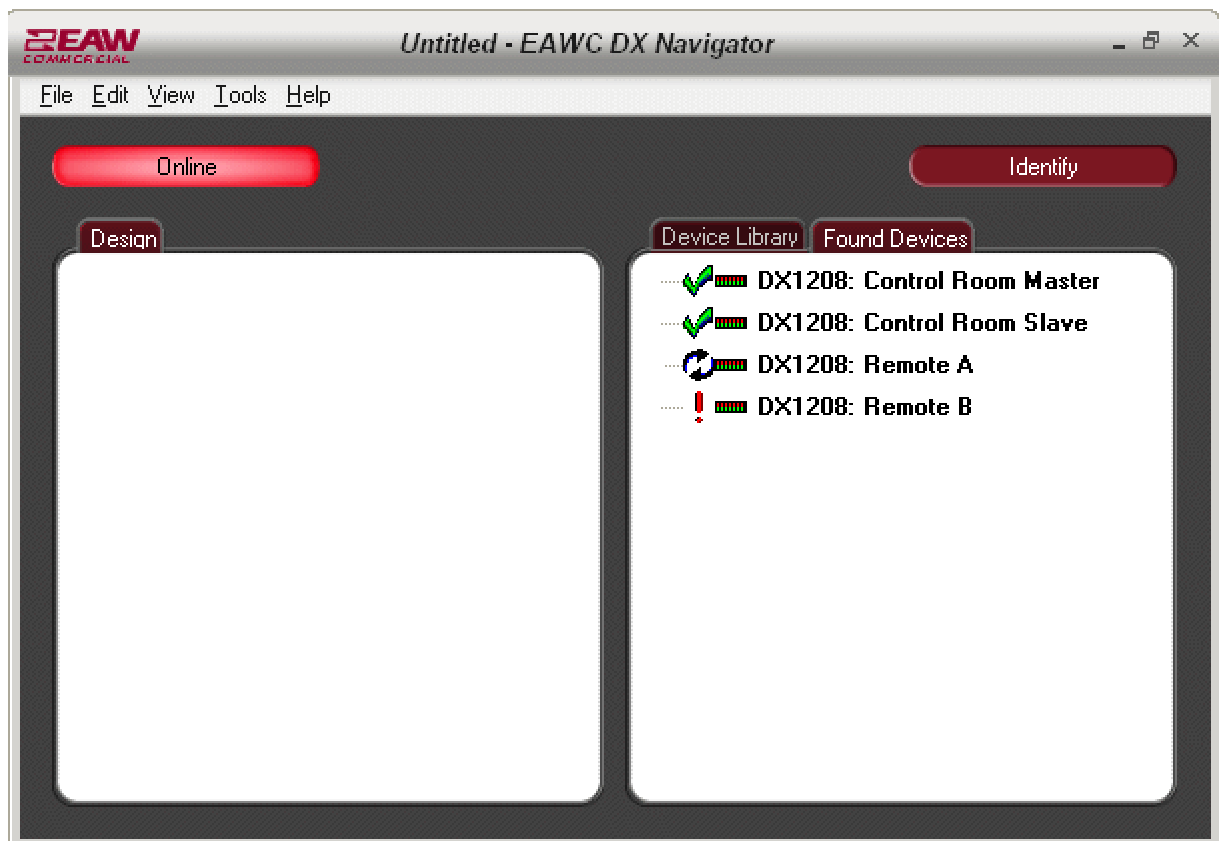 EAW
COMMERCIAL
Untitled - EAWC DX Navigator
File Edit View Tools Help
Online
Identify
Design
Device Library
Found Devices
DX1208: Control Room Master
DX1208: Control Room Slave
DX1208: Remote A
DX1208: Remote B